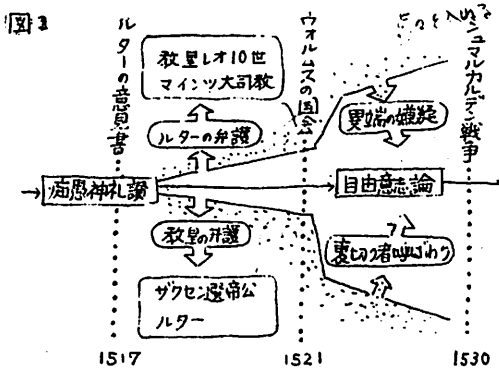 図3
ルターの意見書
教皇レオ10世
マインツ大司教
ルターの弁護
ウォルムスの国会
シュマルカルデン戦争
異端の嫌疑
痴愚神礼讃
自由意志論
教皇の弁護
裏切り者呼ばわり
ザクセン選帝公
ルター
1517
1521
1530